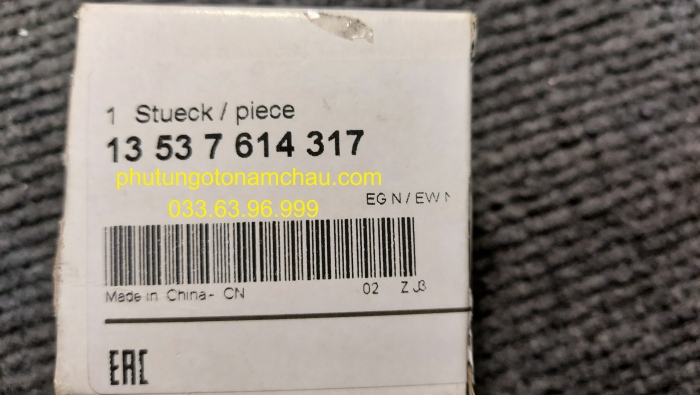 1 Stueck / piece
13 53 7 614 317
phutungotonamchau.com
EG N / EW N
033.63.96.999
Made in China - CN 02 Z J3
EAC